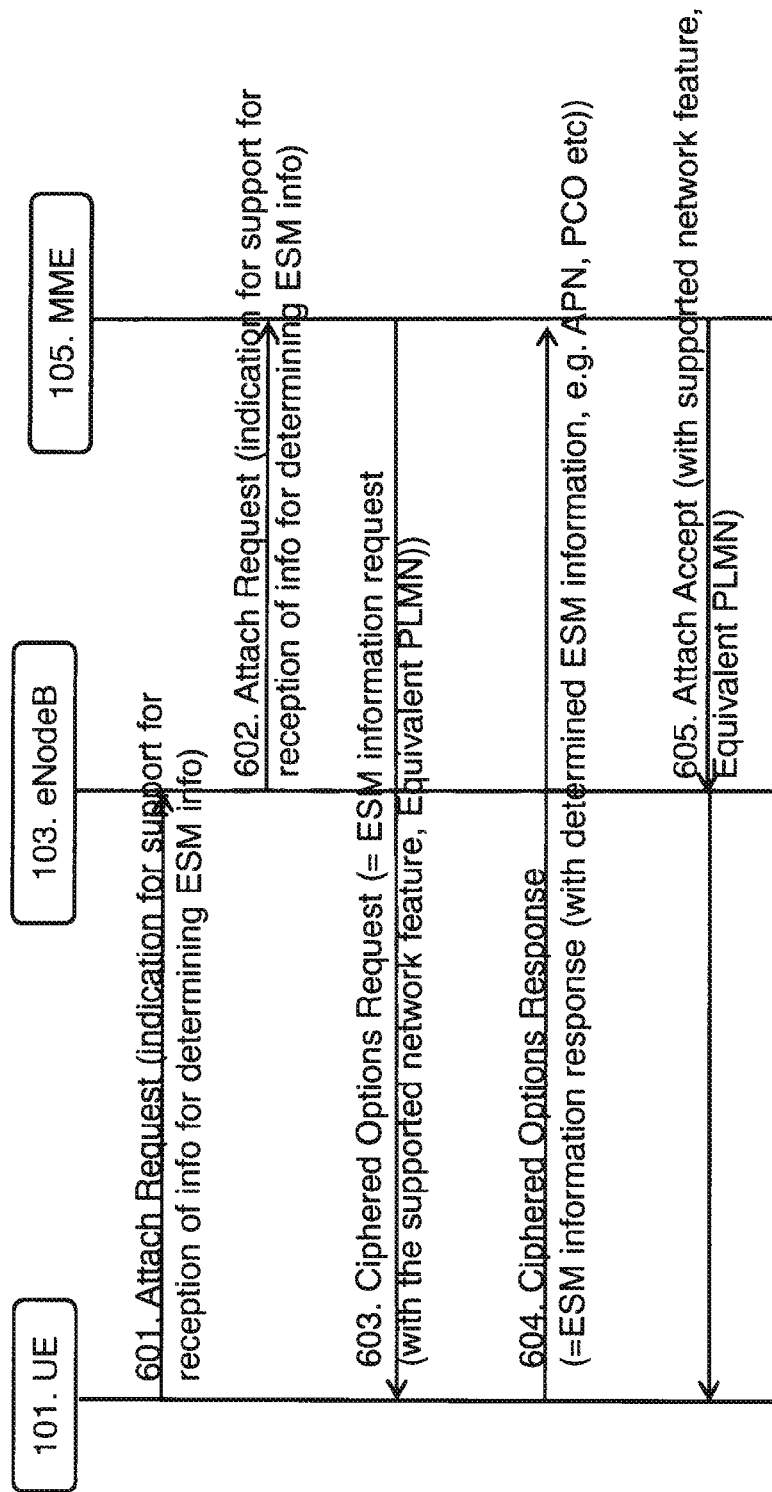 101. UE
103. eNodeB
105. MME
601. Attach Request (indication for support for
reception of info for determining ESM info)
602. Attach Request (indication for support for
reception of info for determining ESM info)
603. Ciphered Options Request (= ESM information request
(with the supported network feature, Equivalent PLMN))
604. Ciphered Options Response
(=ESM information response (with determined ESM information, e.g. APN, PCO etc))
605. Attach Accept (with supported network feature,
Equivalent PLMN)